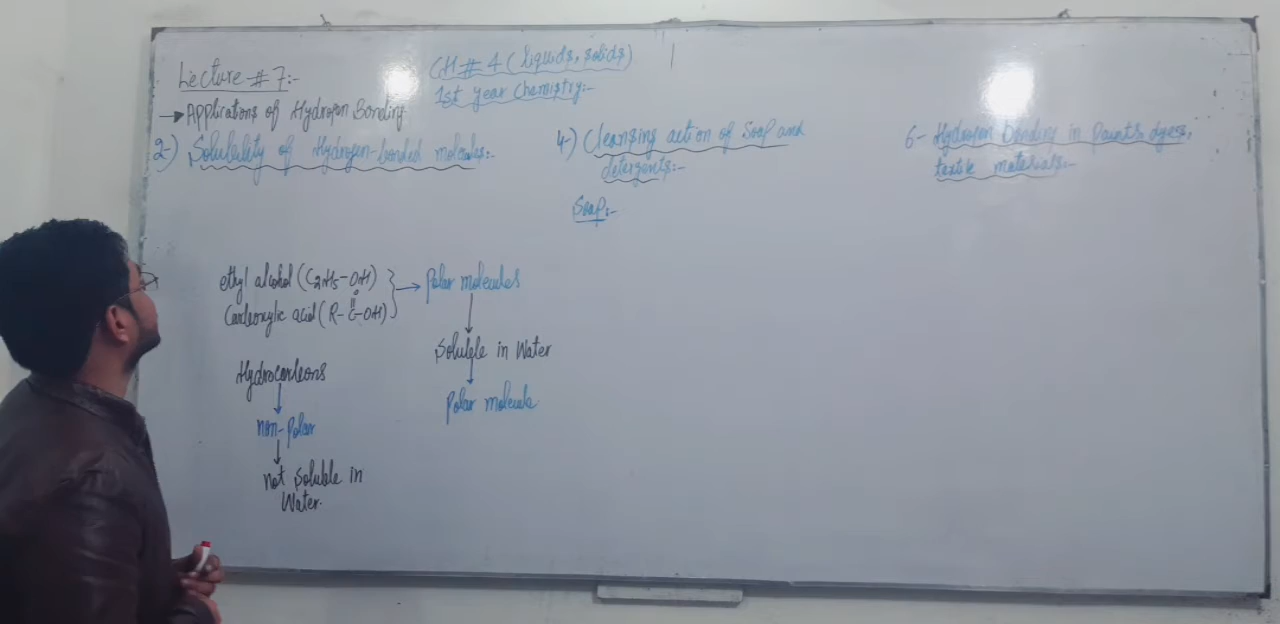 Lecture # 7:-
CH # 4 (liquids, solids)
1st year Chemistry:-
→ Applications of Hydrogen Bonding
2-) Solubility of Hydrogen-bonded molecules:-
ethyl alcohol (C2H5-OH)
Carboxylic acid (R-C-OH)
O
→ Polar molecules
Soluble in Water
Polar molecule.
Hydrocarbons
non-Polar
not Soluble in
Water.
4-) Cleansing action of Soap and
detergents:-
Soap:-
6- Hydrogen Bonding in Paints, dyes,
textile materials:-